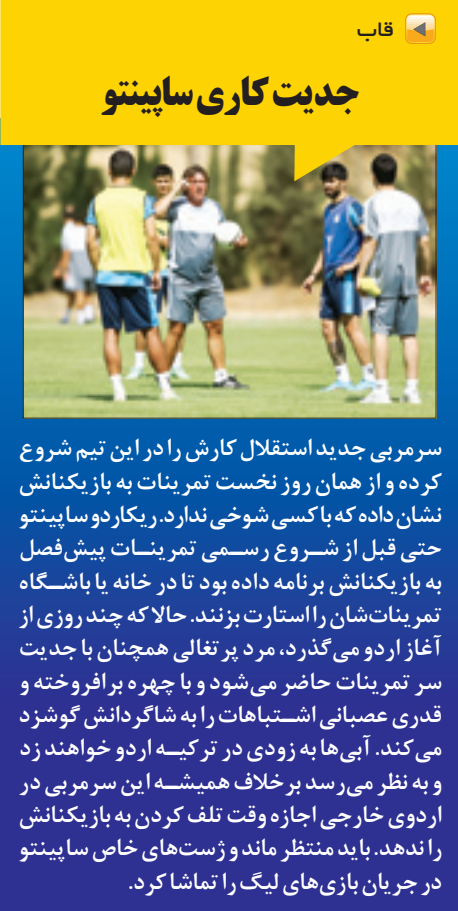 قاب
جدیت کاری ساپینتو
سرمربی جدید استقلال کارش را در این تیم شروع
کرده و از همان روز نخست تمرینات به بازیکنانش
نشان داده که با کسی شوخی ندارد. ریکاردو ساپینتو
حتی قبل از شروع رسمی تمرینات پیش‌فصل
به بازیکنانش برنامه داده بود تا در خانه یا باشگاه
تمرینات‌شان را استارت بزنند. حالا که چند روزی از
آغاز اردو می‌گذرد، مرد پرتغالی همچنان با جدیت
سر تمرینات حاضر می‌شود و با چهره برافروخته و
قدری عصبانی اشتباهات را به شاگردانش گوشزد
می‌کند. آبی‌ها به زودی در ترکیه اردو خواهند زد
و به نظر می‌رسد برخلاف همیشه این سرمربی در
اردوی خارجی اجازه وقت تلف کردن به بازیکنانش
را ندهد. باید منتظر ماند و ژست‌های خاص ساپینتو
در جریان بازی‌های لیگ را تماشا کرد.